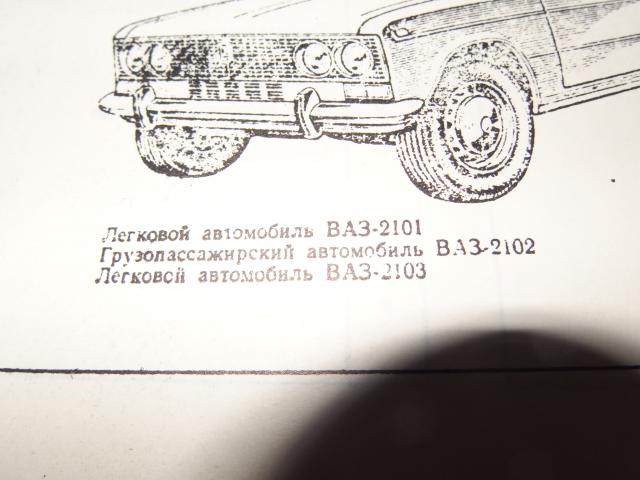 Легковой автомобиль ВАЗ-2101
Грузопассажирский автомобиль ВАЗ-2102
Легковой автомобиль ВАЗ-2103